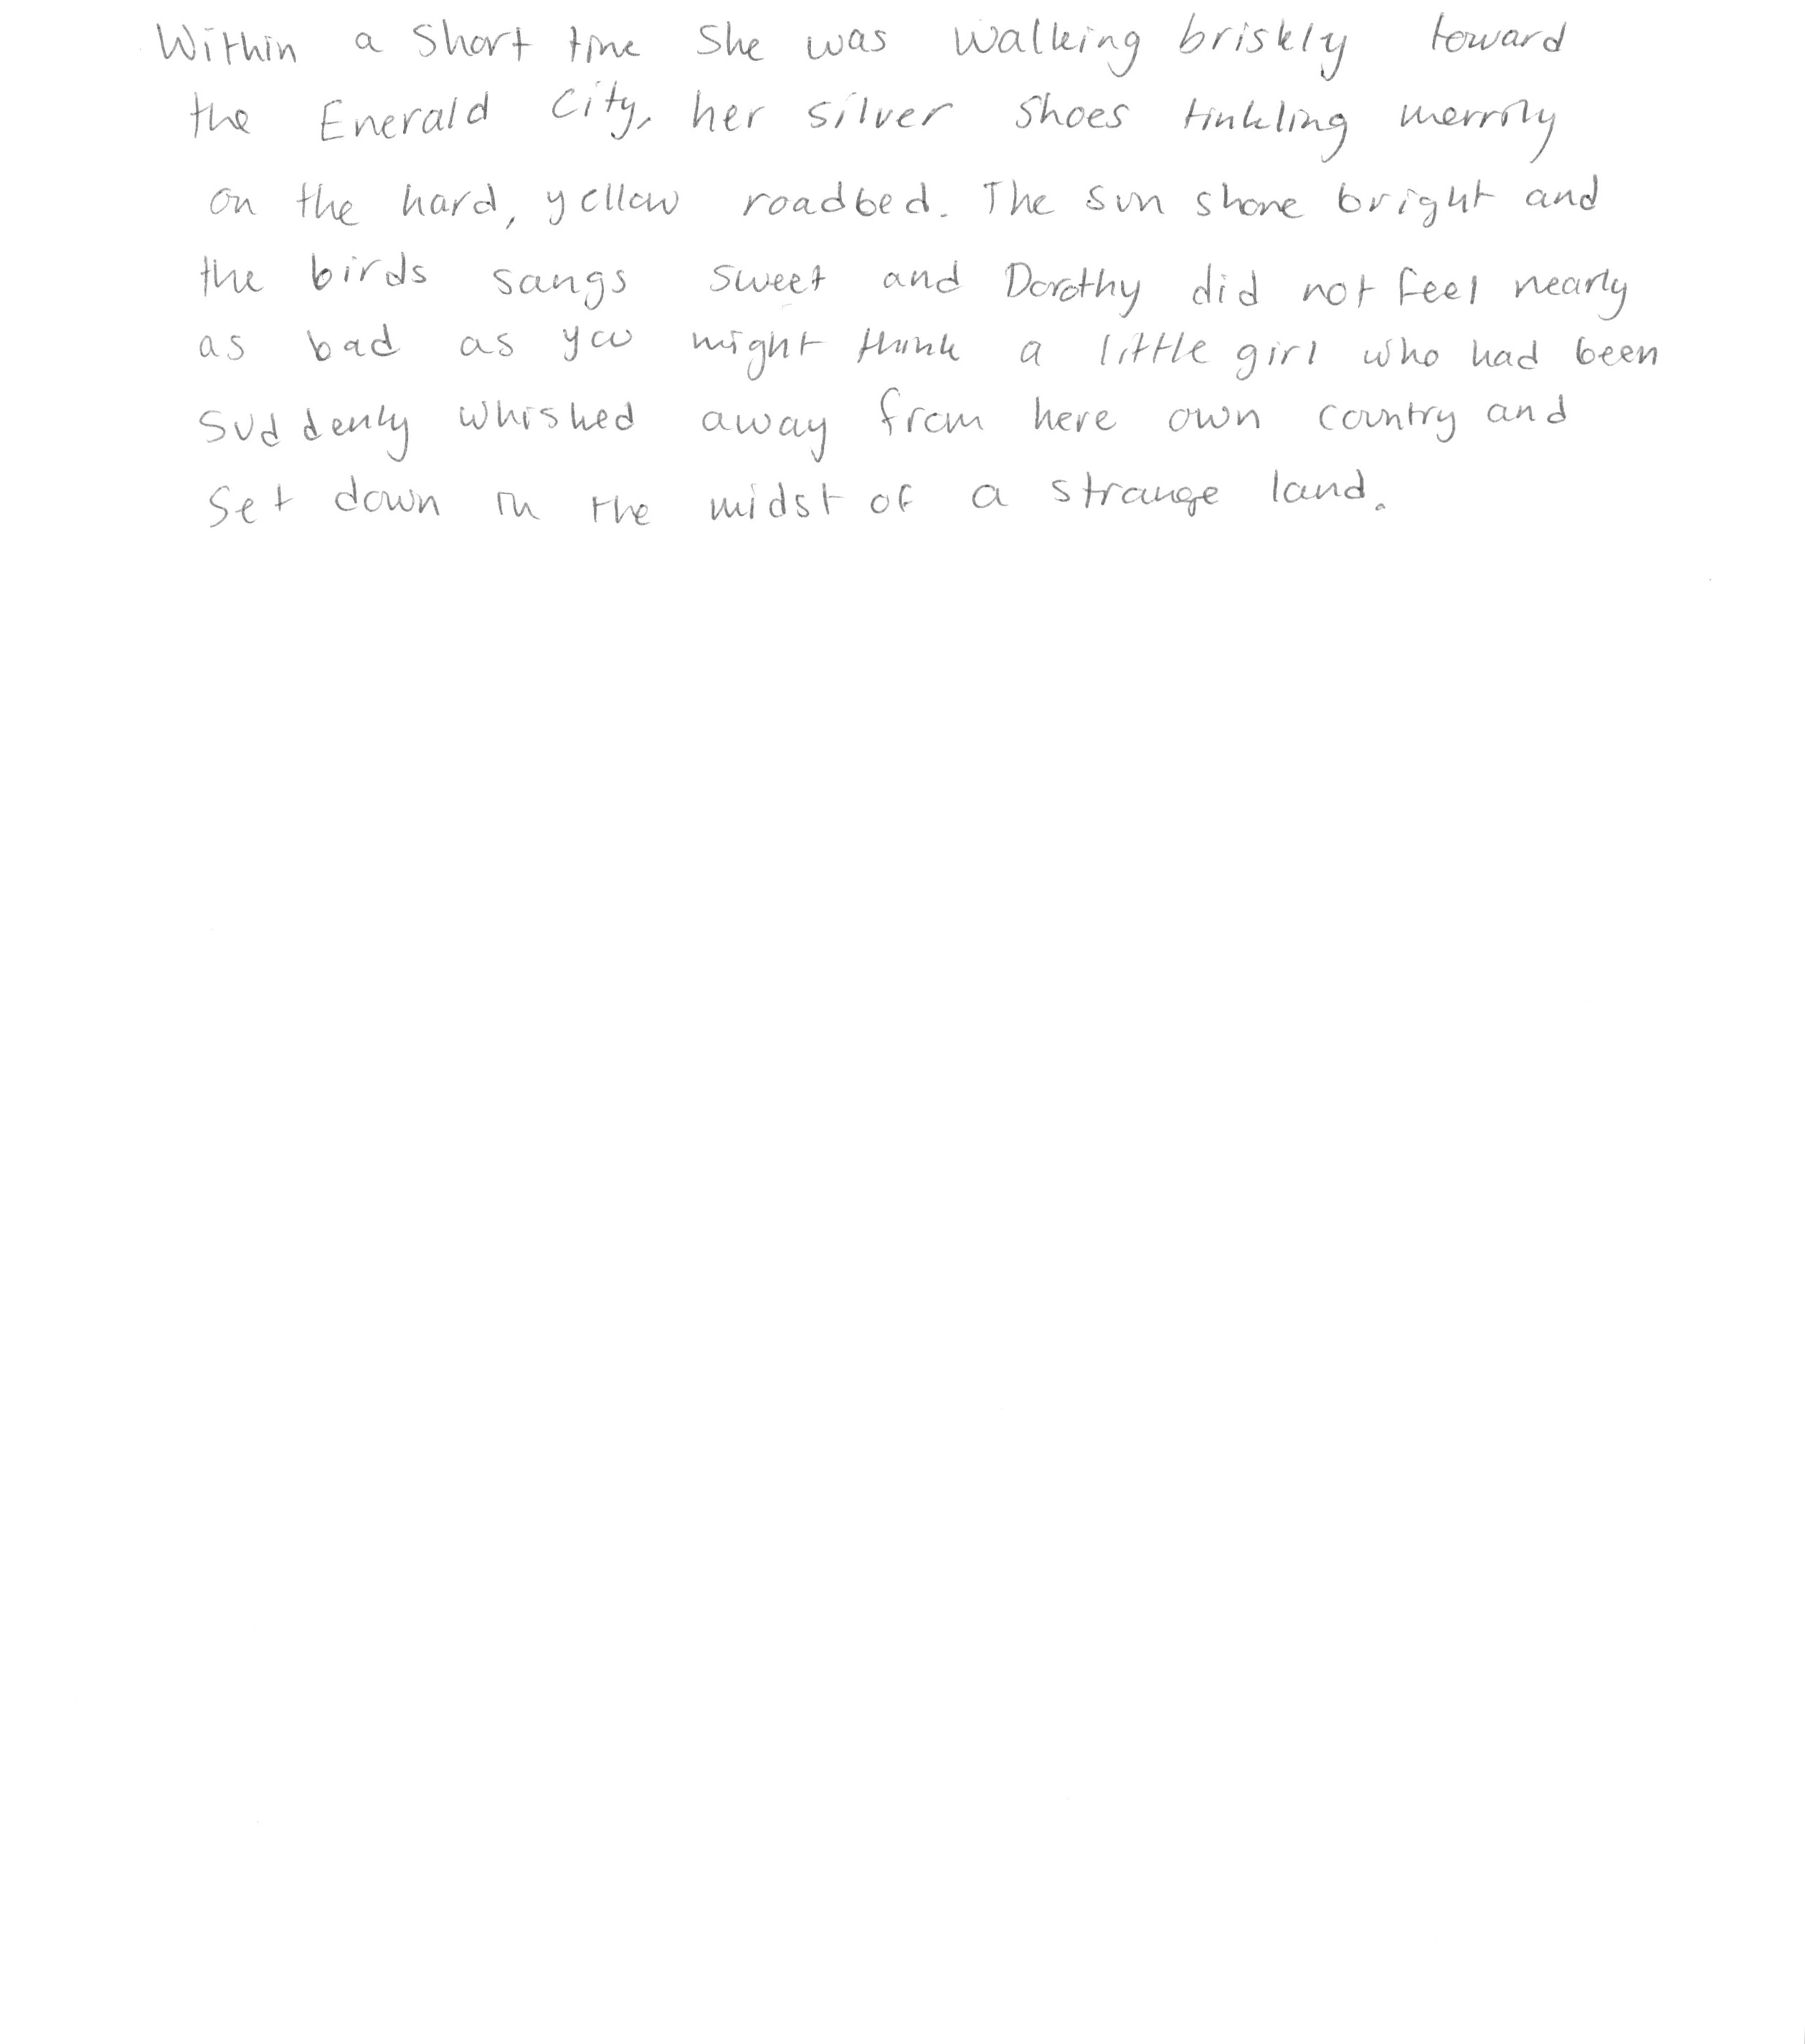 Within a short time she was walking briskly toward
the Enerald City, her silver shoes tinkling merrily
on the hard, yellow roadbed. The sun shone bright and
the birds sangs sweet and Dorothy did not feel nearly
as bad as you might think a little girl who had been
suddenly whished away from here own country and
set down in the midst of a strange land.